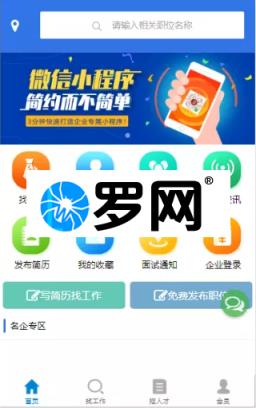 请输入相关职位名称
微信小程序
简约而不简单
3分钟快速打造企业专属小程序!
找
讯
罗网®
发布简历 我的收藏 面试通知 企业登录
写简历找工作 免费发布职位
名企专区
首页 找工作 招人才 会员